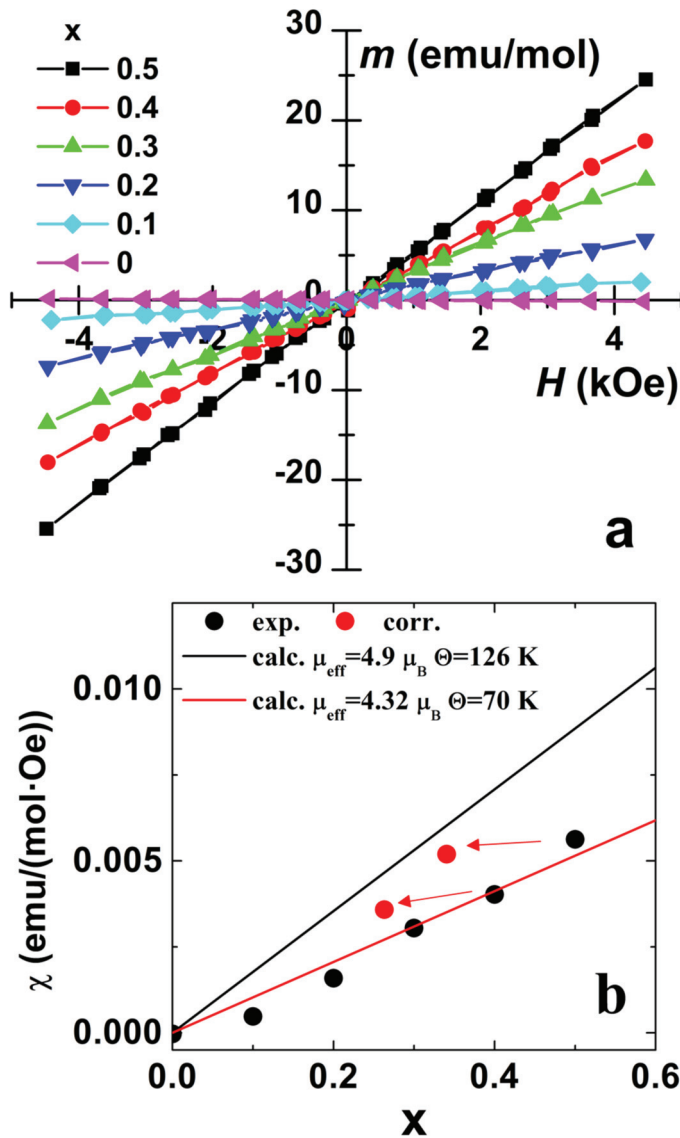 x
0.5
0.4
0.3
0.2
0.1
0
30
m (emu/mol)
20
10
-4
-2
0
2
4
H (kOe)
-10
-20
-30
a
exp.
corr.
calc. μeff=4.9 μB Θ=126 K
calc. μeff=4.32 μB Θ=70 K
0.010
0.005
0.000
χ (emu/(mol·Oe))
b
0.0
0.2
0.4
0.6
x